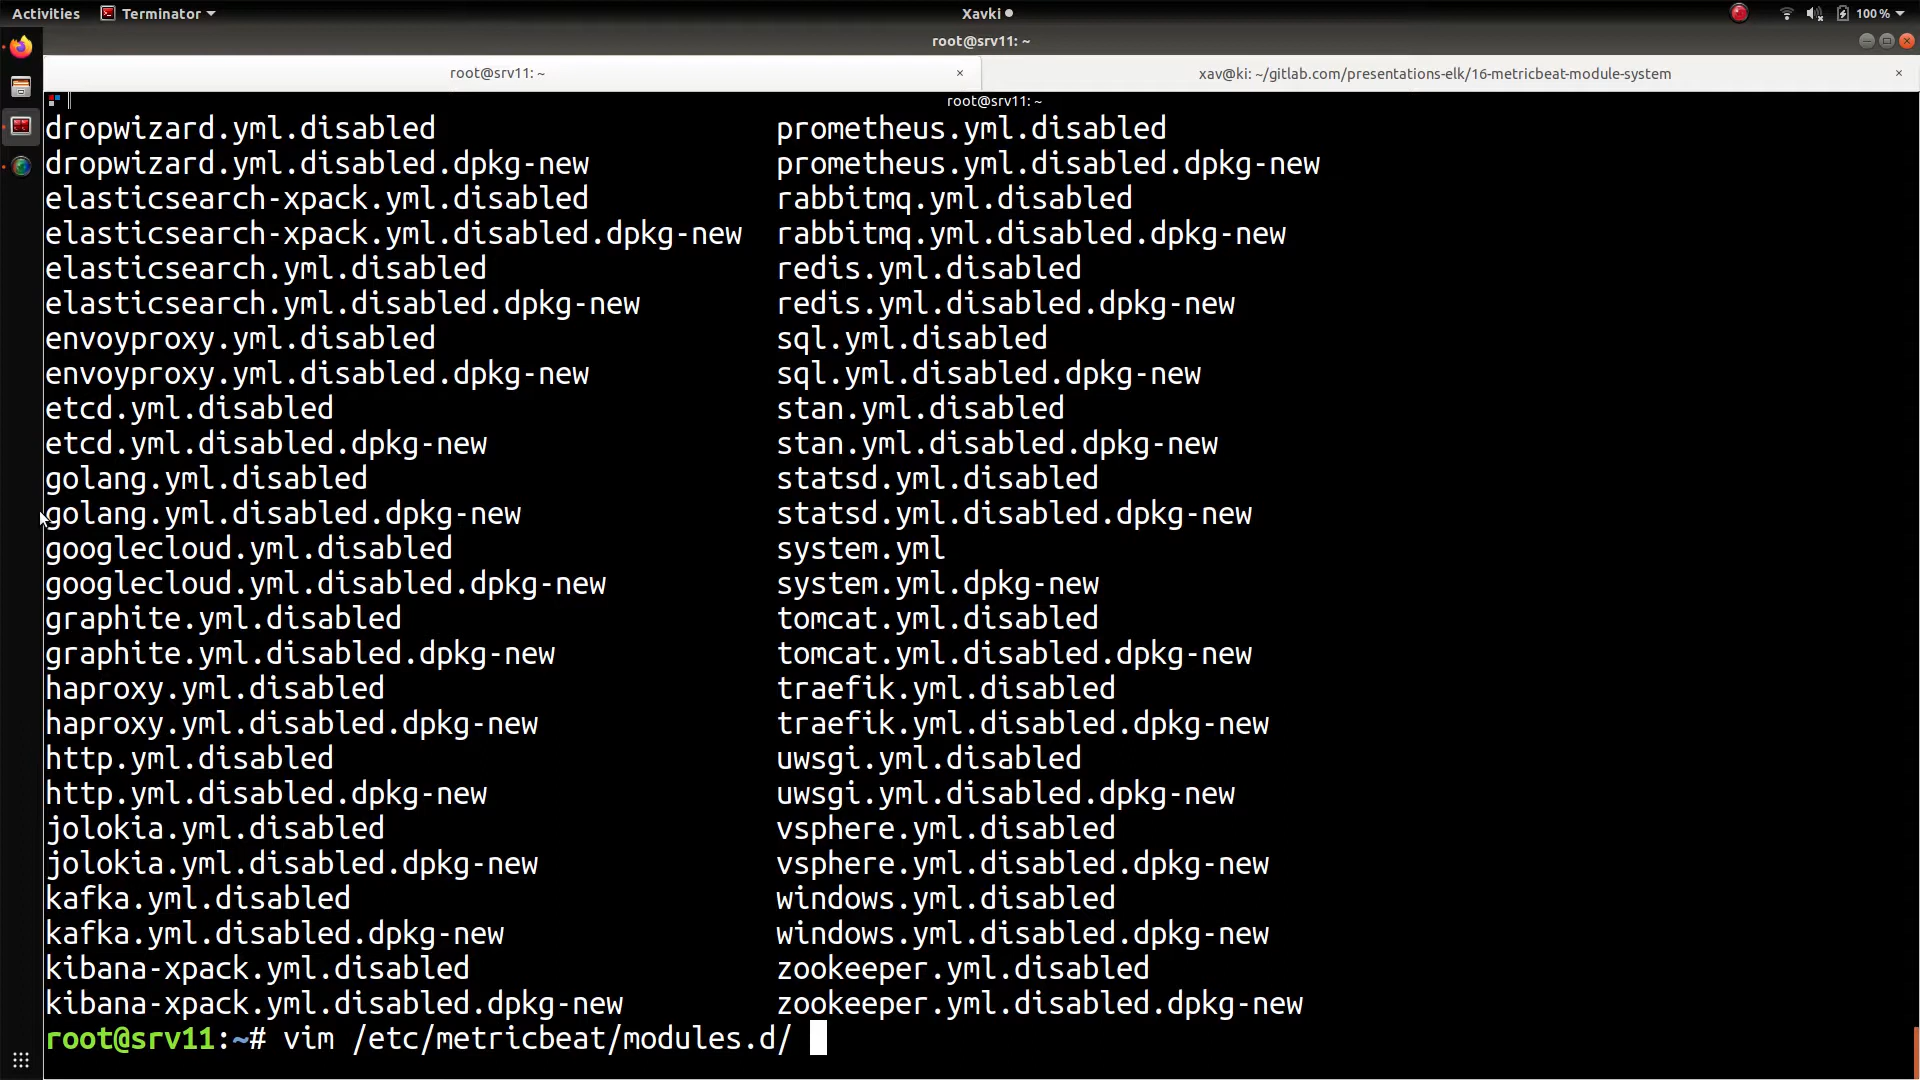 Activities Terminator Xavki 100 %
root@srv11: ~
root@srv11: ~ × xav@ki: ~/gitlab.com/presentations-elk/16-metricbeat-module-system ×
root@srv11: ~
dropwizard.yml.disabled prometheus.yml.disabled
dropwizard.yml.disabled.dpkg-new prometheus.yml.disabled.dpkg-new
elasticsearch-xpack.yml.disabled rabbitmq.yml.disabled
elasticsearch-xpack.yml.disabled.dpkg-new rabbitmq.yml.disabled.dpkg-new
elasticsearch.yml.disabled redis.yml.disabled
elasticsearch.yml.disabled.dpkg-new redis.yml.disabled.dpkg-new
envoyproxy.yml.disabled sql.yml.disabled
envoyproxy.yml.disabled.dpkg-new sql.yml.disabled.dpkg-new
etcd.yml.disabled stan.yml.disabled
etcd.yml.disabled.dpkg-new stan.yml.disabled.dpkg-new
golang.yml.disabled statsd.yml.disabled
golang.yml.disabled.dpkg-new statsd.yml.disabled.dpkg-new
googlecloud.yml.disabled system.yml
googlecloud.yml.disabled.dpkg-new system.yml.dpkg-new
graphite.yml.disabled tomcat.yml.disabled
graphite.yml.disabled.dpkg-new tomcat.yml.disabled.dpkg-new
haproxy.yml.disabled traefik.yml.disabled
haproxy.yml.disabled.dpkg-new traefik.yml.disabled.dpkg-new
http.yml.disabled uwsgi.yml.disabled
http.yml.disabled.dpkg-new uwsgi.yml.disabled.dpkg-new
jolokia.yml.disabled vsphere.yml.disabled
jolokia.yml.disabled.dpkg-new vsphere.yml.disabled.dpkg-new
kafka.yml.disabled windows.yml.disabled
kafka.yml.disabled.dpkg-new windows.yml.disabled.dpkg-new
kibana-xpack.yml.disabled zookeeper.yml.disabled
kibana-xpack.yml.disabled.dpkg-new zookeeper.yml.disabled.dpkg-new
root@srv11:~# vim /etc/metricbeat/modules.d/